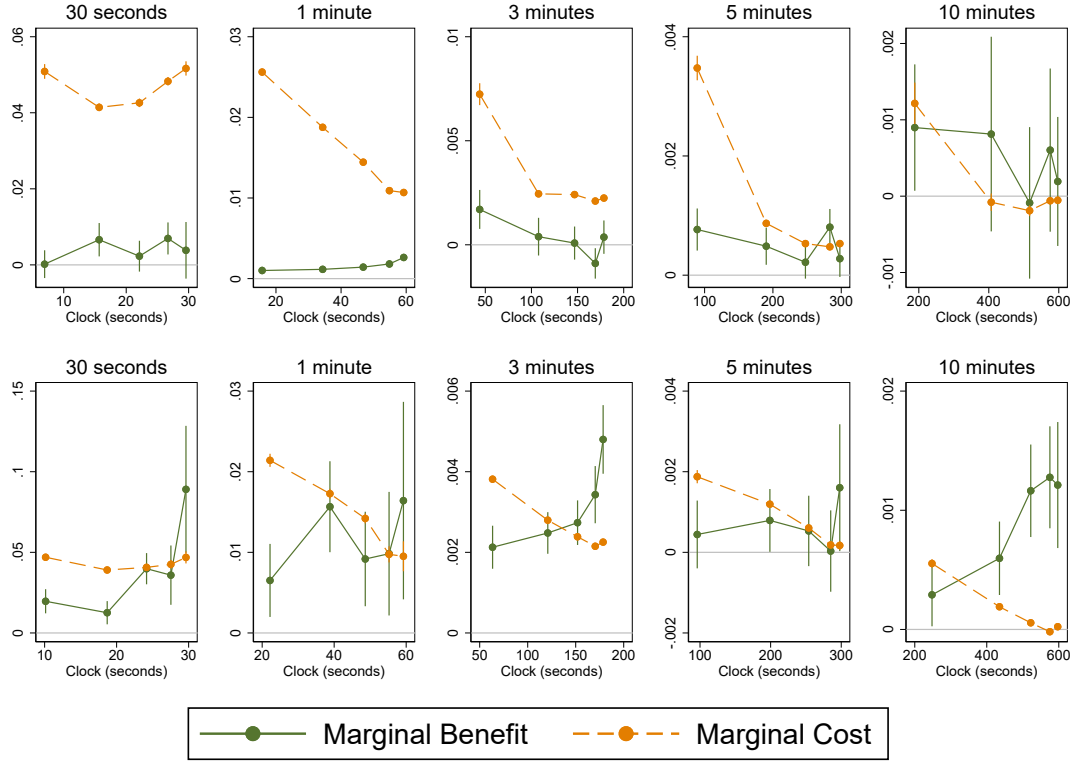 30 seconds
.06
.04
.02
0
10 20 30
Clock (seconds)
1 minute
.03
.02
.01
0
20 40 60
Clock (seconds)
3 minutes
.01
.005
0
50 100 150 200
Clock (seconds)
5 minutes
.004
.002
0
100 200 300
Clock (seconds)
10 minutes
.002
.001
0
-.001
200 400 600
Clock (seconds)
30 seconds
.15
.1
.05
0
10 20 30
Clock (seconds)
1 minute
.03
.02
.01
0
20 40 60
Clock (seconds)
3 minutes
.006
.004
.002
0
50 100 150 200
Clock (seconds)
5 minutes
.004
.002
0
-.002
100 200 300
Clock (seconds)
10 minutes
.002
.001
0
200 400 600
Clock (seconds)
Marginal Benefit Marginal Cost